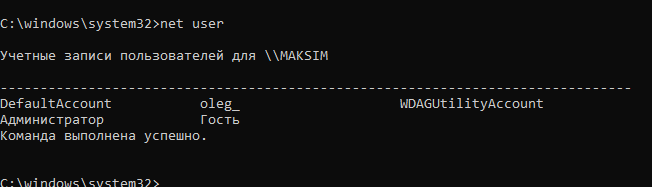 C:\windows\system32>net user
Учетные записи пользователей для \\MAKSIM
-------------------------------------------------------------------------------
DefaultAccount oleg_ WDAGUtilityAccount
Администратор Гость
Команда выполнена успешно.
C:\windows\system32>